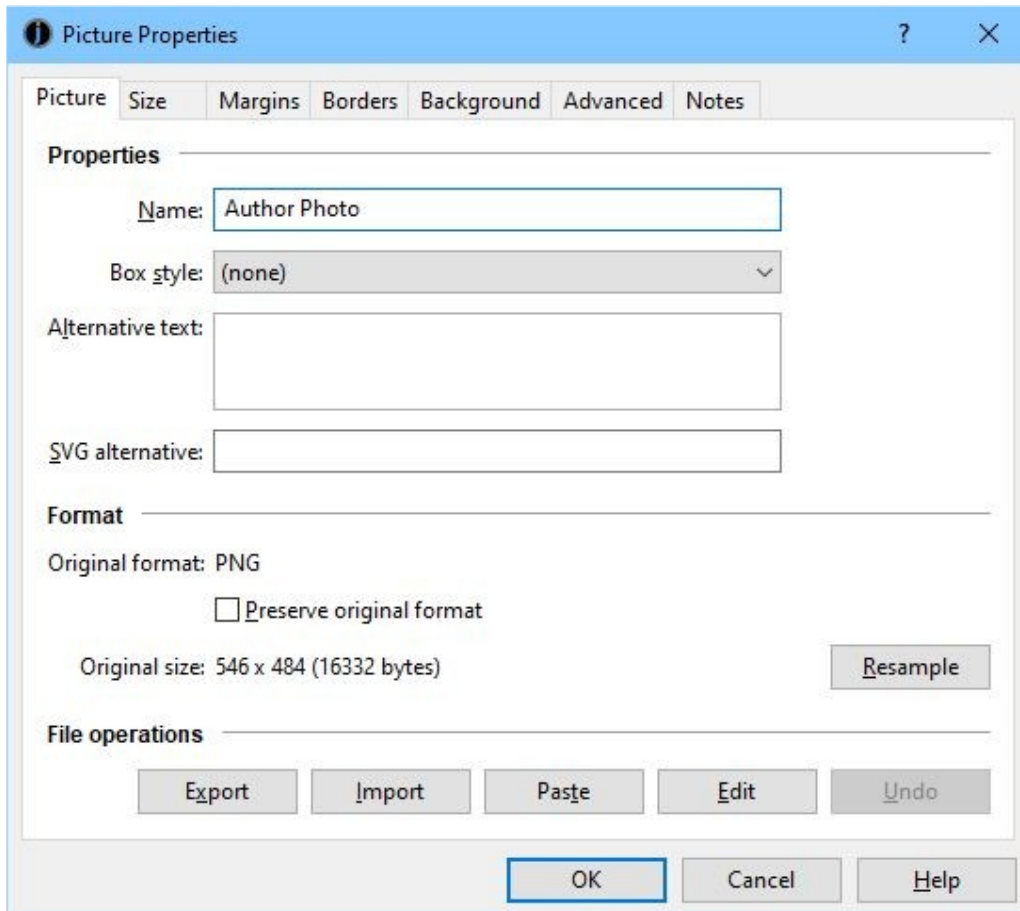 Picture Properties ?
Picture Size Margins Borders Background Advanced Notes
Properties
Name: Author Photo
Box style: (none)
Alternative text:
SVG alternative:
Format
Original format: PNG
Preserve original format
Original size: 546 x 484 (16332 bytes) Resample
File operations
Export Import Paste Edit Undo
OK Cancel Help